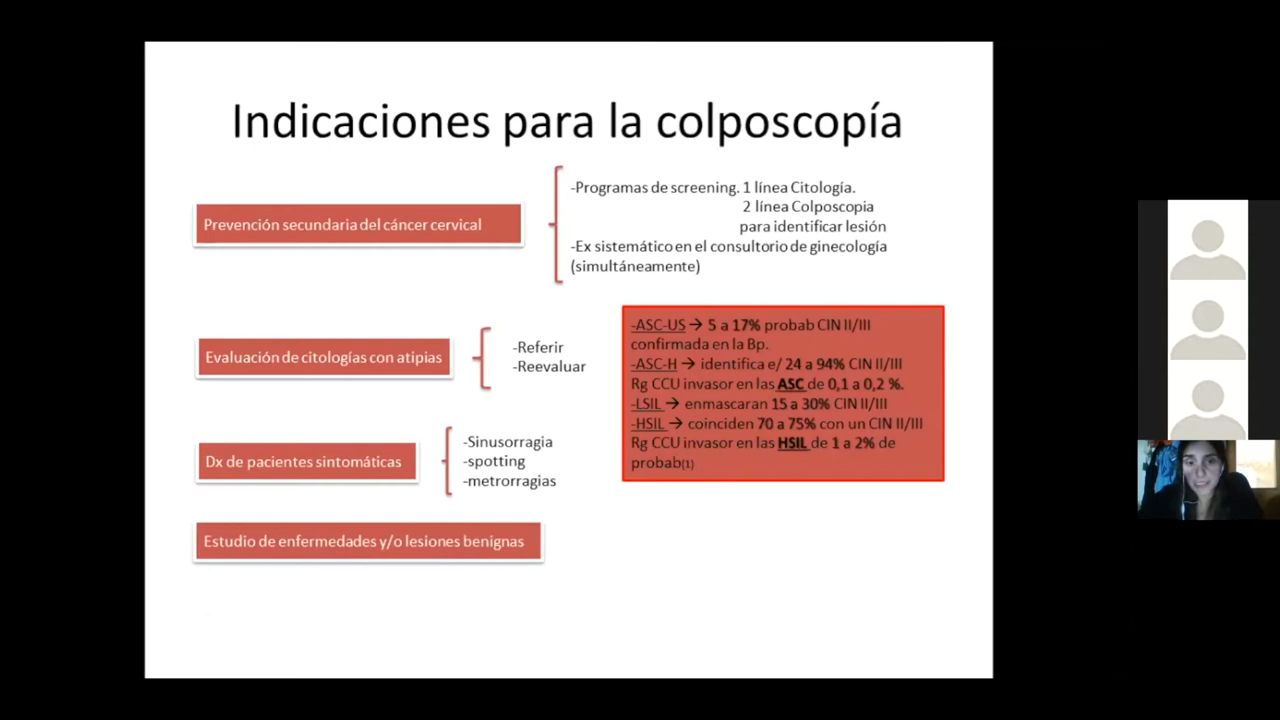 Indicaciones para la colposcopía
Prevención secundaria del cáncer cervical
-Programas de screening. 1 línea Citología.
2 línea Colposcopia
para identificar lesión
-Ex sistemático en el consultorio de ginecología
(simultáneamente)
Evaluación de citologías con atipias
-Referir
-Reevaluar
-ASC-US → 5 a 17% probab CIN II/III
confirmada en la Bp.
-ASC-H → identifica e/ 24 a 94% CIN II/III
Rg CCU invasor en las ASC de 0,1 a 0,2 %.
-LSIL → enmascaran 15 a 30% CIN II/III
-HSIL → coinciden 70 a 75% con un CIN II/III
Rg CCU invasor en las HSIL de 1 a 2% de
probab(1)
Dx de pacientes sintomáticas
-Sinusorragia
-spotting
-metrorragias
Estudio de enfermedades y/o lesiones benignas